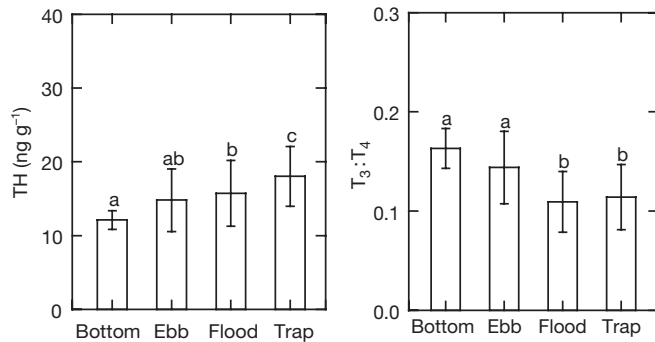 TH (ng g⁻¹)
40
30
20
10
0
a
ab
b
c
Bottom Ebb Flood Trap
T₃:T₄
0.3
0.2
0.1
0.0
a
a
b
b
Bottom Ebb Flood Trap